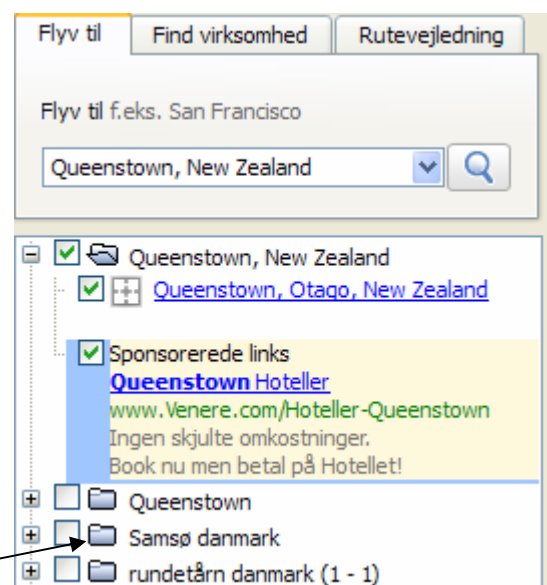 Flyv til Find virksomhed Rutevejledning
Flyv til f.eks. San Francisco
Queenstown, New Zealand
Queenstown, New Zealand
Queenstown, Otago, New Zealand
Sponsorerede links
Queenstown Hoteller
www.Venere.com/Hoteller-Queenstown
Ingen skjulte omkostninger.
Book nu men betal på Hotellet!
Queenstown
Samsø danmark
rundetårn danmark (1 - 1)